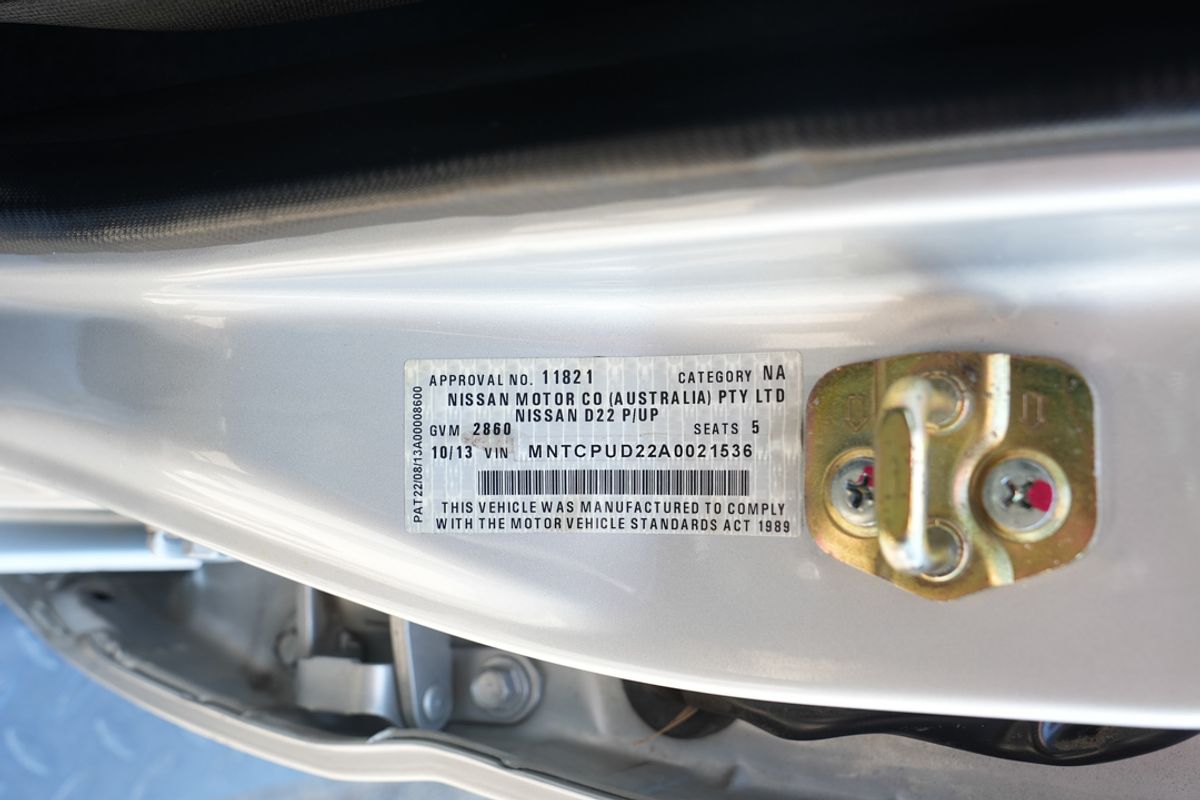 APPROVAL NO. 11821 CATEGORY NA
NISSAN MOTOR CO (AUSTRALIA) PTY LTD
NISSAN D22 P/UP
GVM 2860 SEATS 5
10/13 VIN MNTCPUD22A0021536
THIS VEHICLE WAS MANUFACTURED TO COMPLY
WITH THE MOTOR VEHICLE STANDARDS ACT 1989
PAT22/08/13A000008600